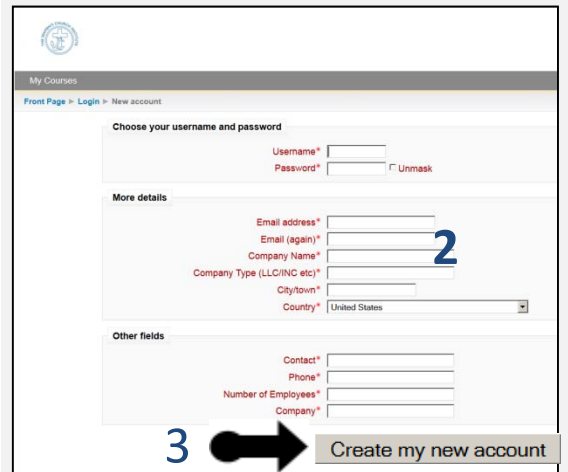 My Courses
Front Page ► Login ► New account
Choose your username and password
Username*
Password* Unmask
More details
Email address*
Email (again)*
2
Company Name*
Company Type (LLC/INC etc)*
City/town*
Country* United States
Other fields
Contact*
Phone*
Number of Employees*
Company*
3 Create my new account